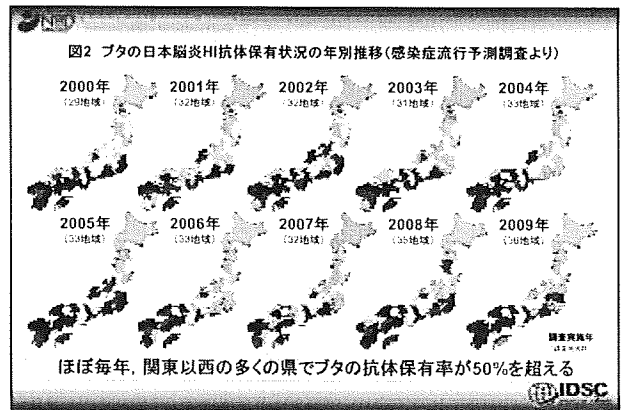 図2 ブタの日本脳炎HI抗体保有状況の年別推移(感染症流行予測調査より)
2000年 2001年 2002年 2003年 2004年
(29地域) (32地域) (32地域) (31地域) (33地域)
2005年 2006年 2007年 2008年 2009年
(33地域) (33地域) (32地域) (35地域) (36地域)
調査実施年
ほぼ毎年,関東以西の多くの県でブタの抗体保有率が50%を超える
IDSC